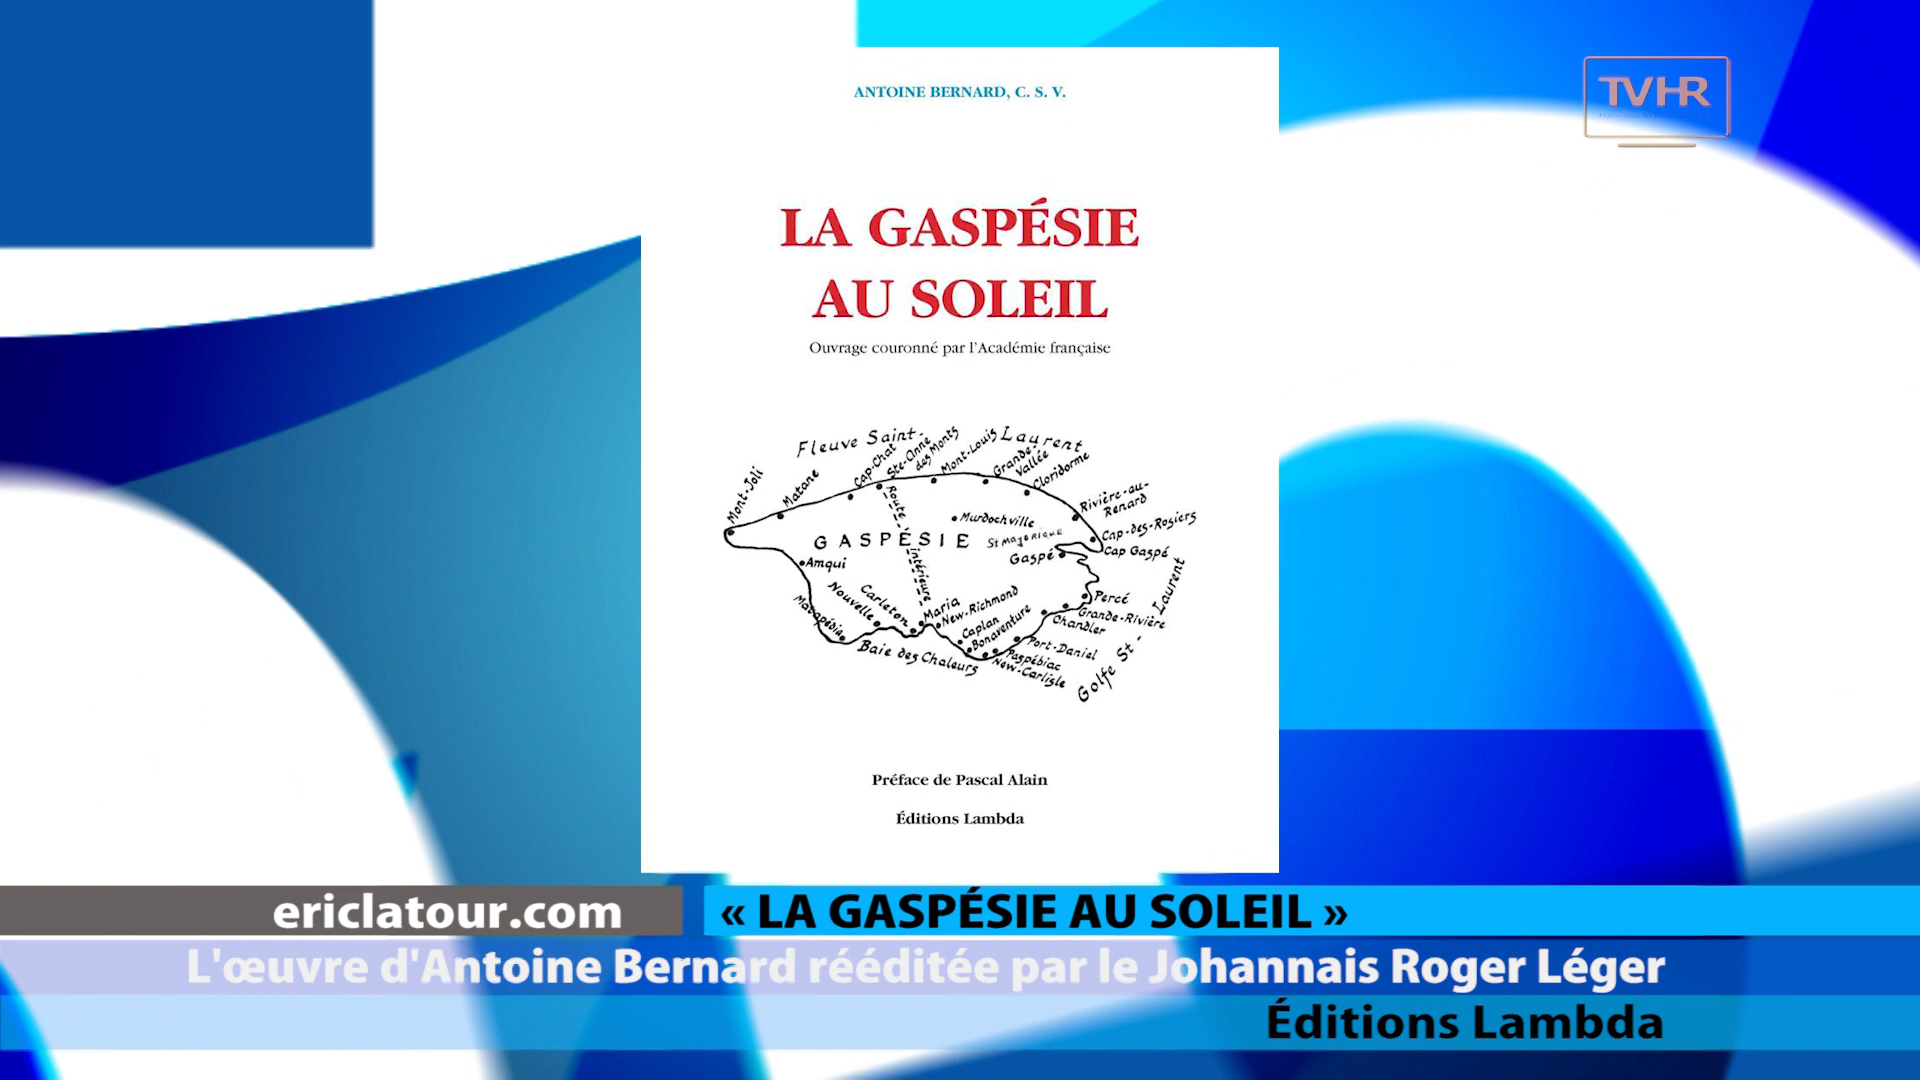 ANTOINE BERNARD, C. S. V.
TVHR
LA GASPÉSIE
AU SOLEIL
Ouvrage couronné par l'Académie française
Fleuve Saint-
Laurent
Mont-Joli
Matane
Cap-Chat
Ste-Anne
des Monts
Mont-Louis
Grande-
Vallée
Cloridorme
Rivière-au-
Renard
Cap-des-Rosiers
Cap Gaspé
Murdochville
GASPÉSIE
St Majorique
Gaspé
Route
intérieure
Amqui
Matapédia
Nouvelle
Carleton
Maria
New-Richmond
Caplan
Bonaventure
Percé
Grande-Rivière
Chandler
Port-Daniel
Paspébiac
New-Carlisle
Baie des Chaleurs
Golfe St-Laurent
Préface de Pascal Alain
Éditions Lambda
ericlatour.com
« LA GASPÉSIE AU SOLEIL »
L'œuvre d'Antoine Bernard rééditée par le Johannais Roger Léger
Éditions Lambda